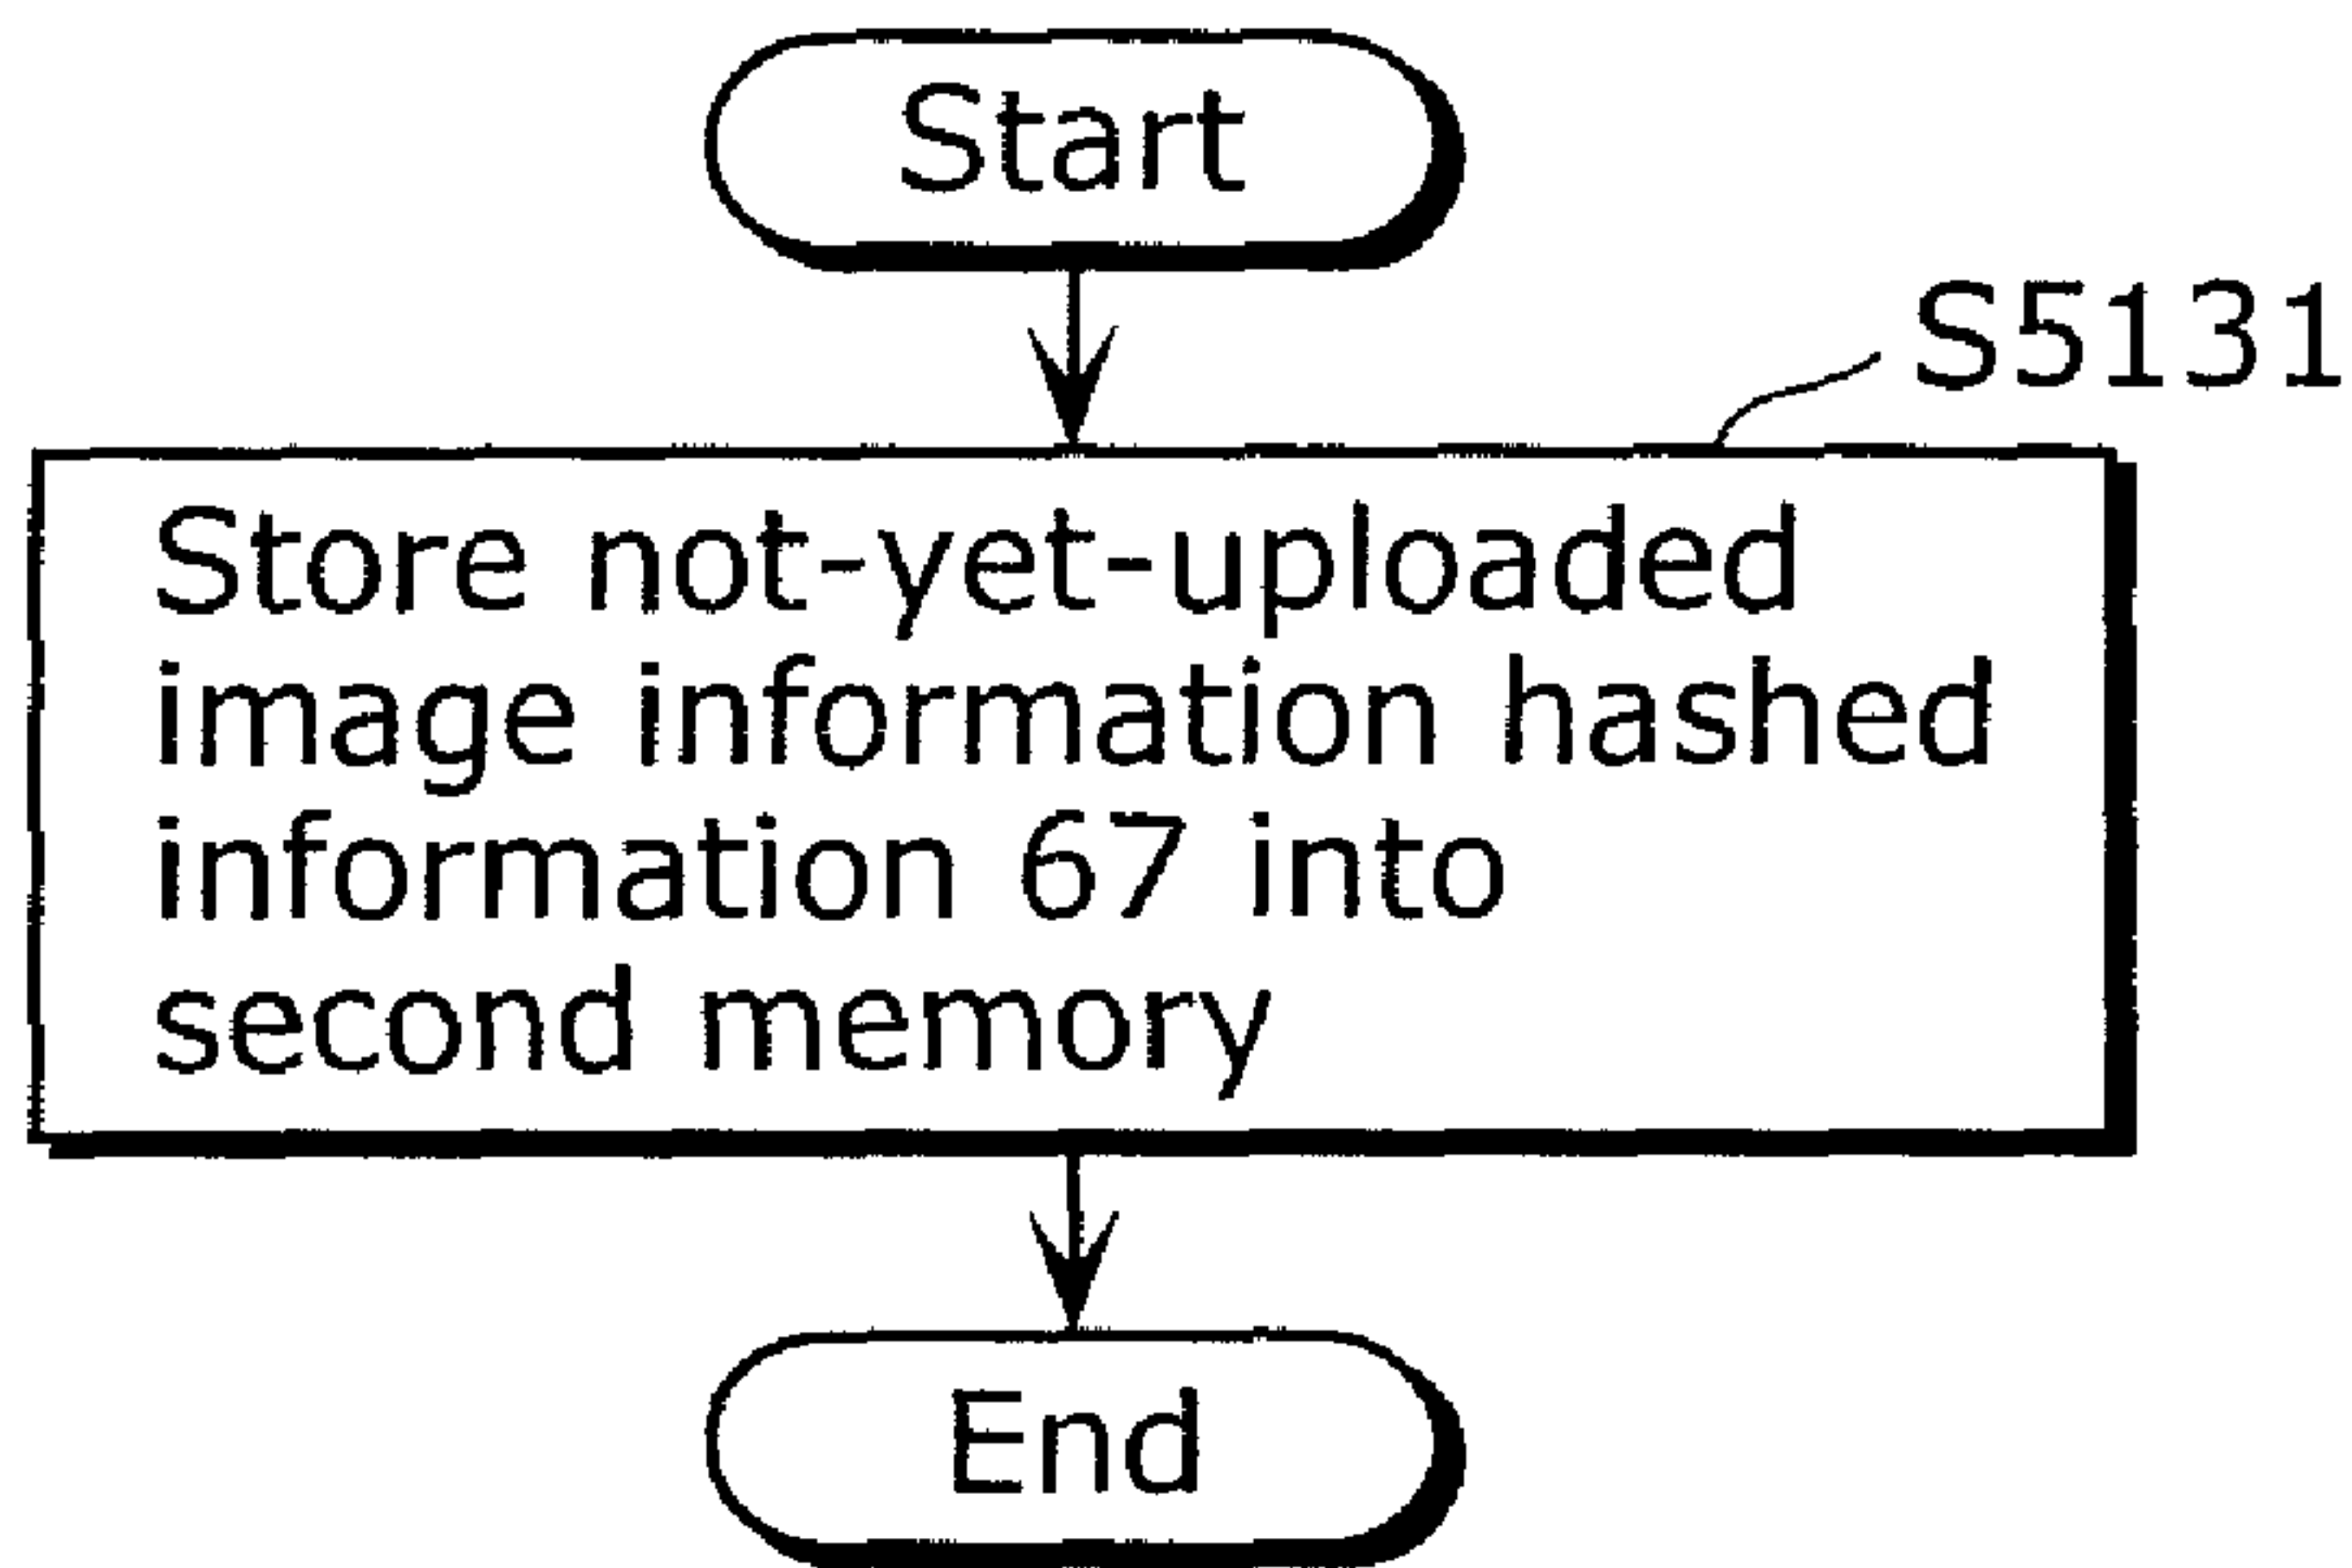 Start
S5131
Store not-yet-uploaded
image information hashed
information 67 into
second memory
End